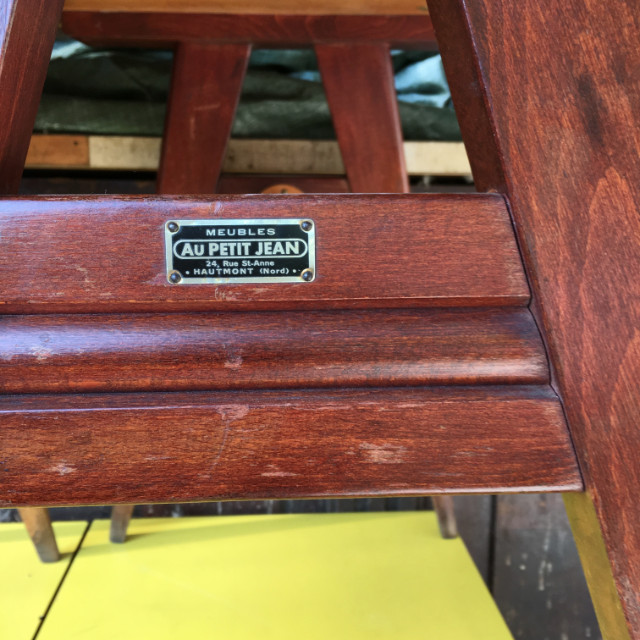 MEUBLES
AU PETIT JEAN
24, Rue St-Anne
• HAUTMONT (Nord) •